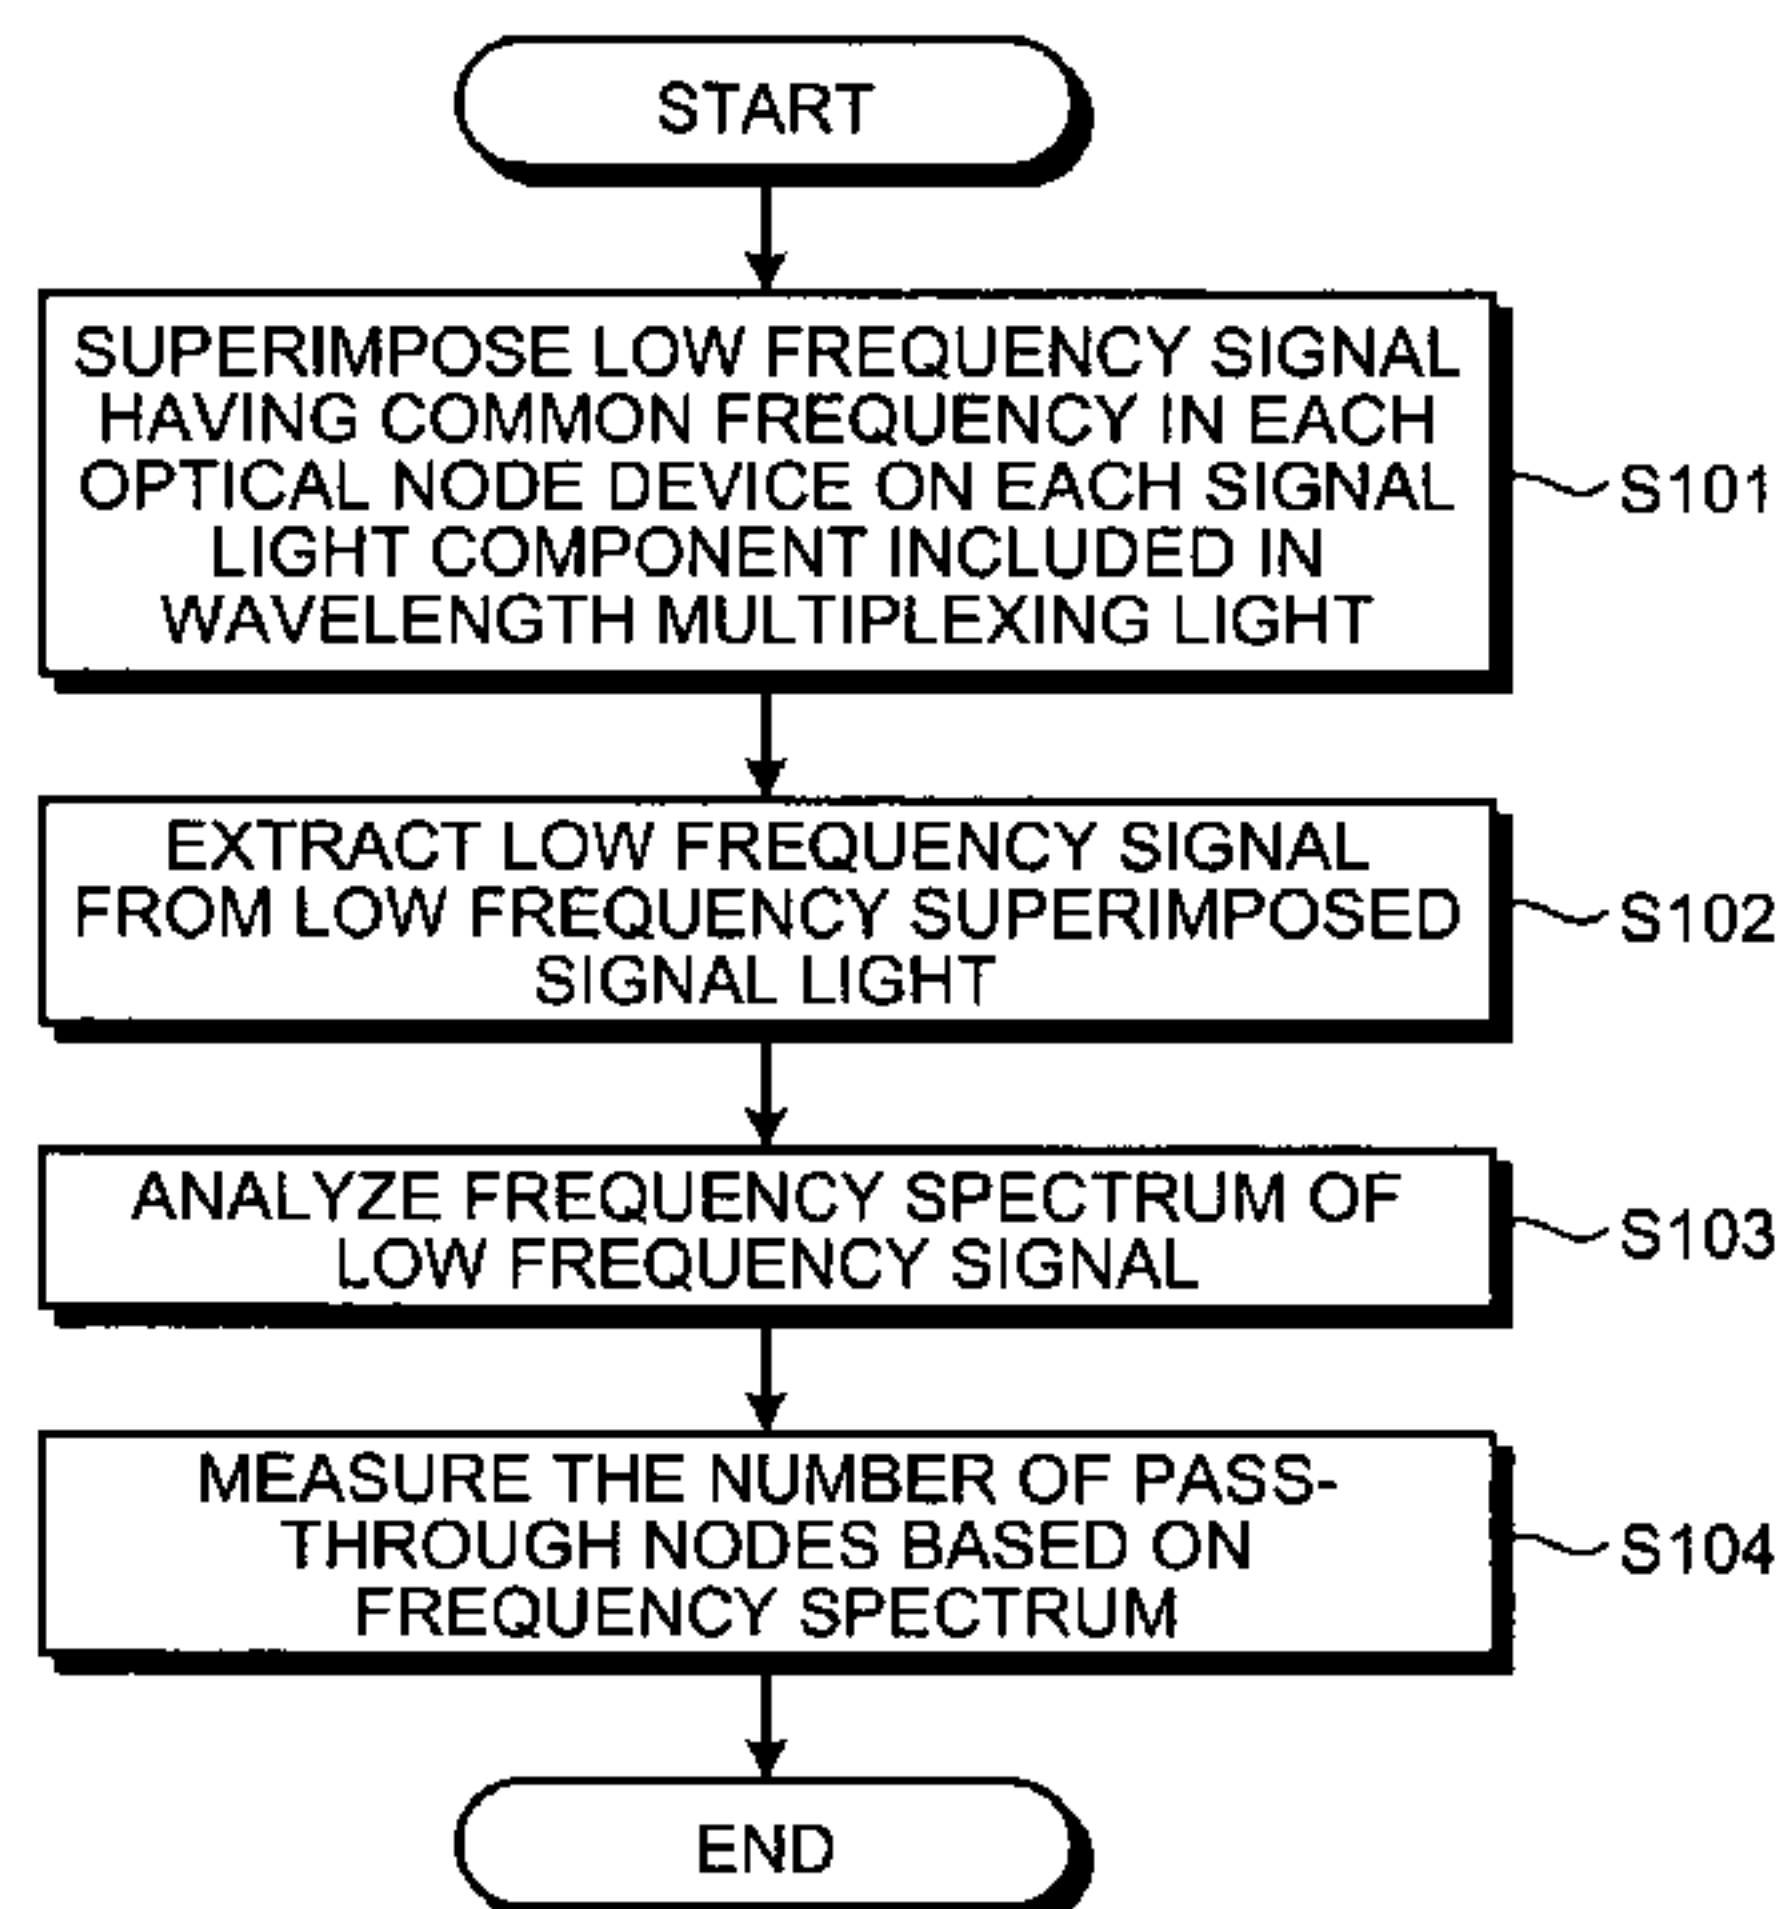 START
SUPERIMPOSE LOW FREQUENCY SIGNAL
HAVING COMMON FREQUENCY IN EACH
OPTICAL NODE DEVICE ON EACH SIGNAL
LIGHT COMPONENT INCLUDED IN
WAVELENGTH MULTIPLEXING LIGHT
S101
EXTRACT LOW FREQUENCY SIGNAL
FROM LOW FREQUENCY SUPERIMPOSED
SIGNAL LIGHT
S102
ANALYZE FREQUENCY SPECTRUM OF
LOW FREQUENCY SIGNAL
S103
MEASURE THE NUMBER OF PASS-
THROUGH NODES BASED ON
FREQUENCY SPECTRUM
S104
END